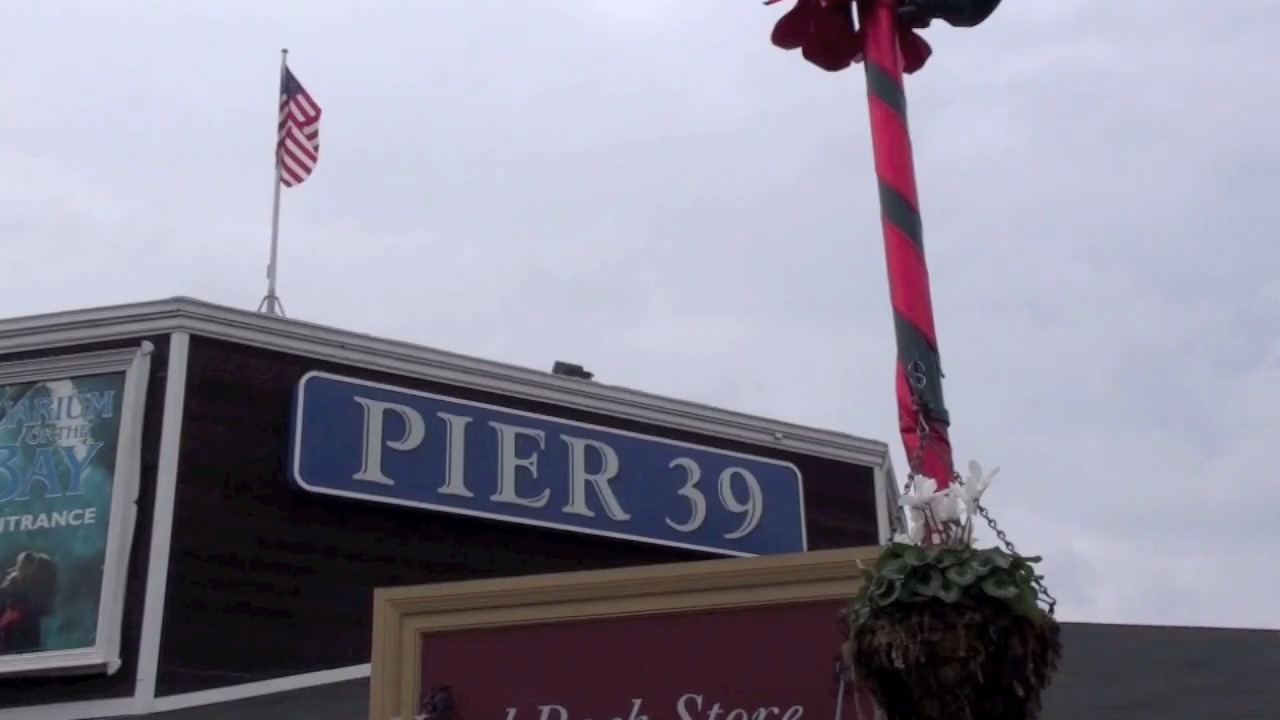 ARIUM
OF THE
BAY
NTRANCE
PIER 39
Store